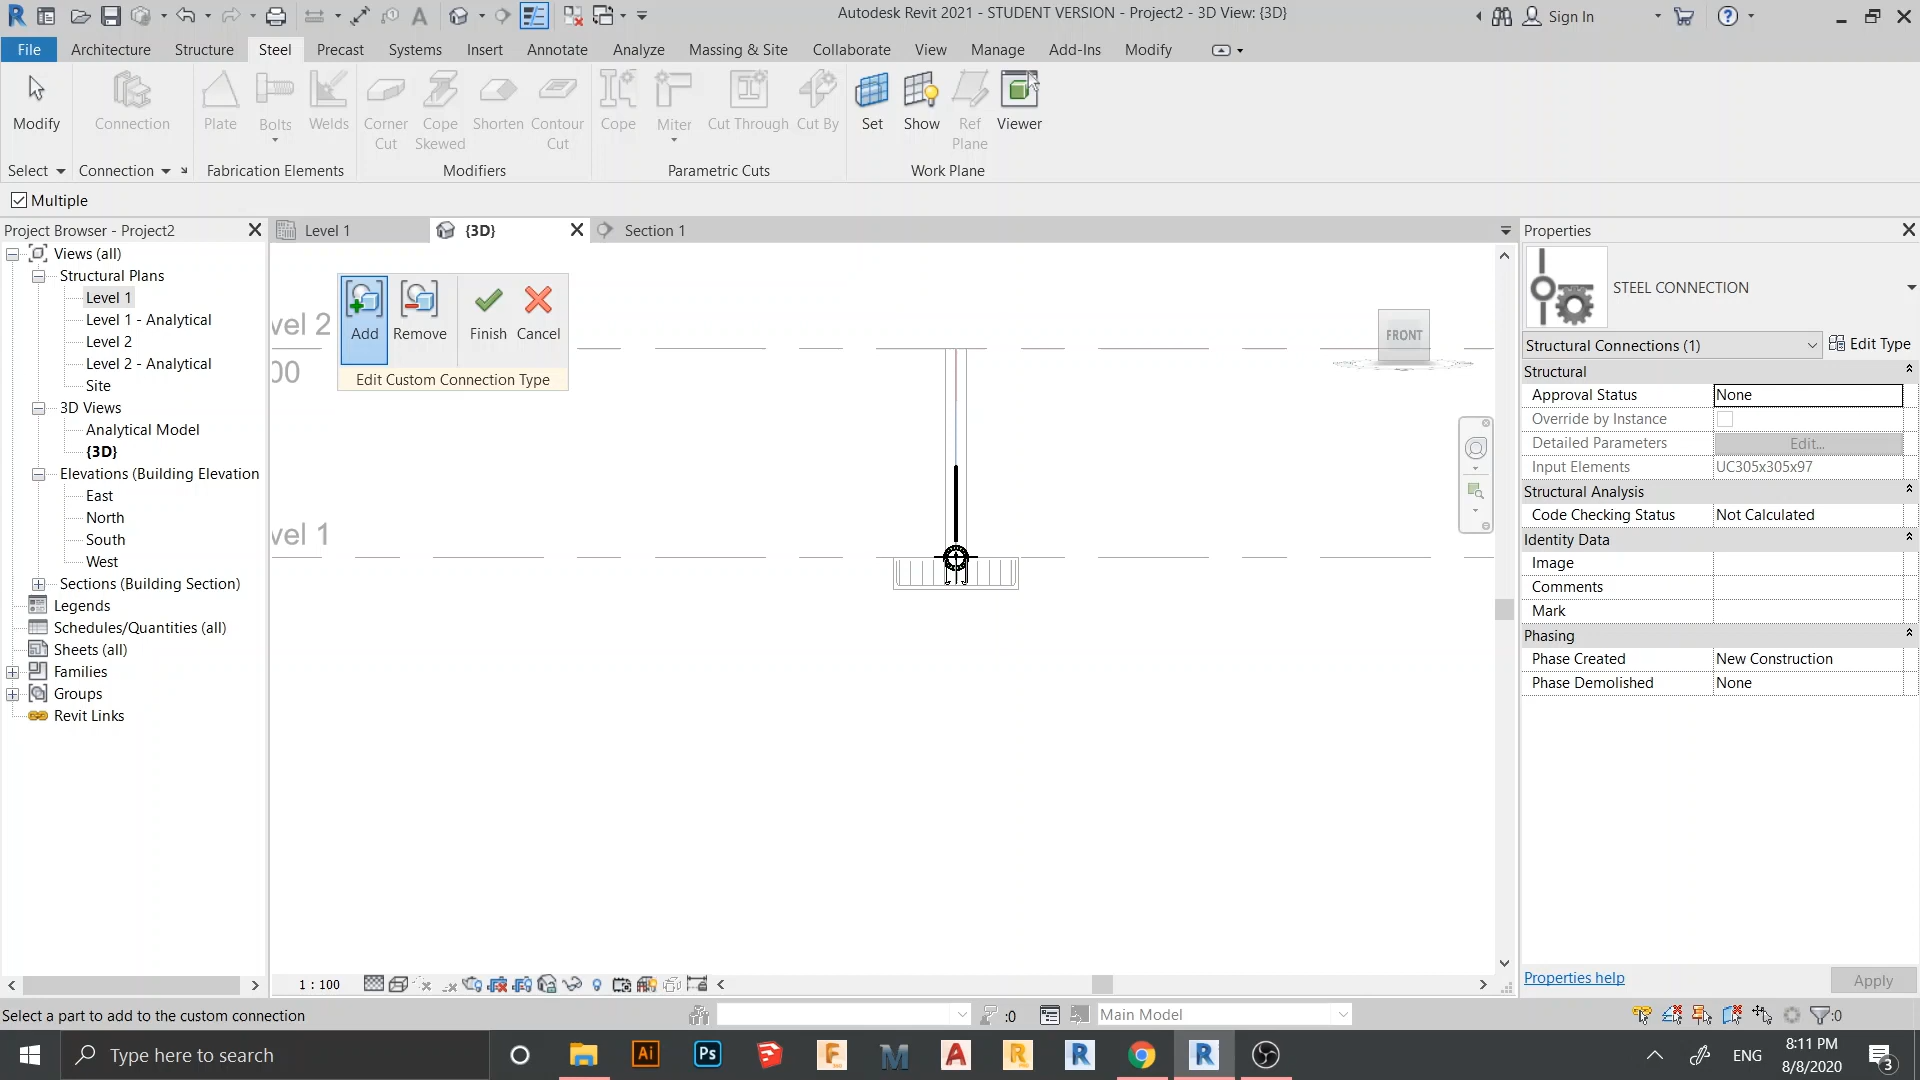 Autodesk Revit 2021 - STUDENT VERSION - Project2 - 3D View: {3D}
Sign In
File
Architecture
Structure
Steel
Precast
Systems
Insert
Annotate
Analyze
Massing & Site
Collaborate
View
Manage
Add-Ins
Modify
Modify
Connection
Plate
Bolts
Welds
Corner
Cut
Cope
Skewed
Shorten
Contour
Cut
Cope
Miter
Cut Through
Cut By
Set
Show
Ref
Plane
Viewer
Select
Connection
Fabrication Elements
Modifiers
Parametric Cuts
Work Plane
Multiple
Project Browser - Project2
Views (all)
Structural Plans
Level 1
Level 1 - Analytical
Level 2
Level 2 - Analytical
Site
3D Views
Analytical Model
{3D}
Elevations (Building Elevation
East
North
South
West
Sections (Building Section)
Legends
Schedules/Quantities (all)
Sheets (all)
Families
Groups
Revit Links
Level 1
{3D}
Section 1
vel 2
00
Add
Remove
Finish
Cancel
Edit Custom Connection Type
vel 1
FRONT
Properties
STEEL CONNECTION
Structural Connections (1)
Edit Type
Structural
Approval Status
None
Override by Instance
Detailed Parameters
Edit...
Input Elements
UC305x305x97
Structural Analysis
Code Checking Status
Not Calculated
Identity Data
Image
Comments
Mark
Phasing
Phase Created
New Construction
Phase Demolished
None
Properties help
Apply
1 : 100
Select a part to add to the custom connection
:0
Main Model
:0
Type here to search
Ai
Ps
ENG
8:11 PM
8/8/2020
3